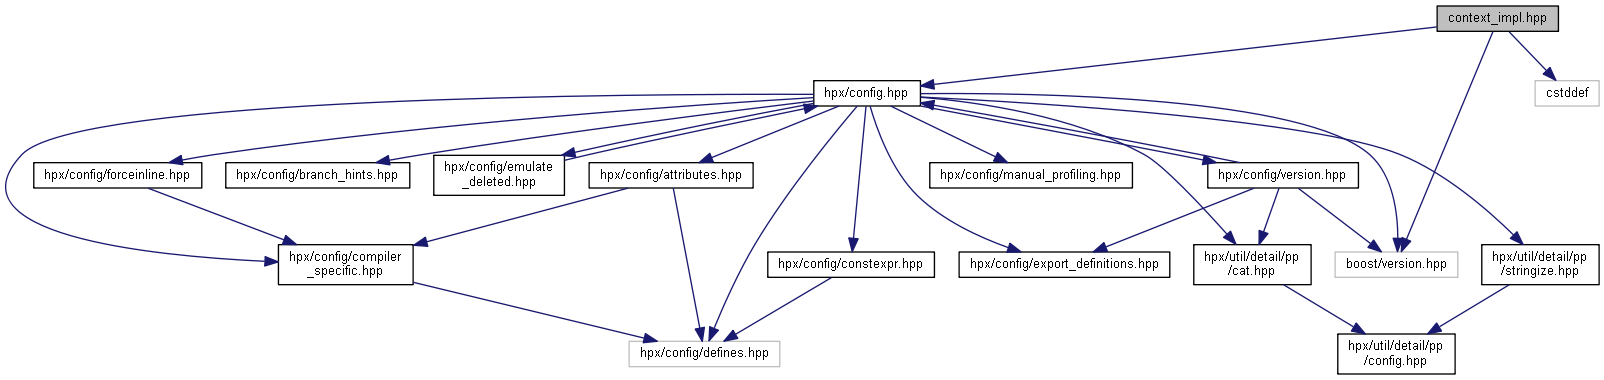 context_impl.hpp
hpx/config.hpp
cstddef
hpx/config/forceinline.hpp
hpx/config/branch_hints.hpp
hpx/config/emulate
_deleted.hpp
hpx/config/attributes.hpp
hpx/config/manual_profiling.hpp
hpx/config/version.hpp
hpx/config/compiler
_specific.hpp
hpx/config/constexpr.hpp
hpx/config/export_definitions.hpp
hpx/util/detail/pp
/cat.hpp
boost/version.hpp
hpx/util/detail/pp
/stringize.hpp
hpx/config/defines.hpp
hpx/util/detail/pp
/config.hpp